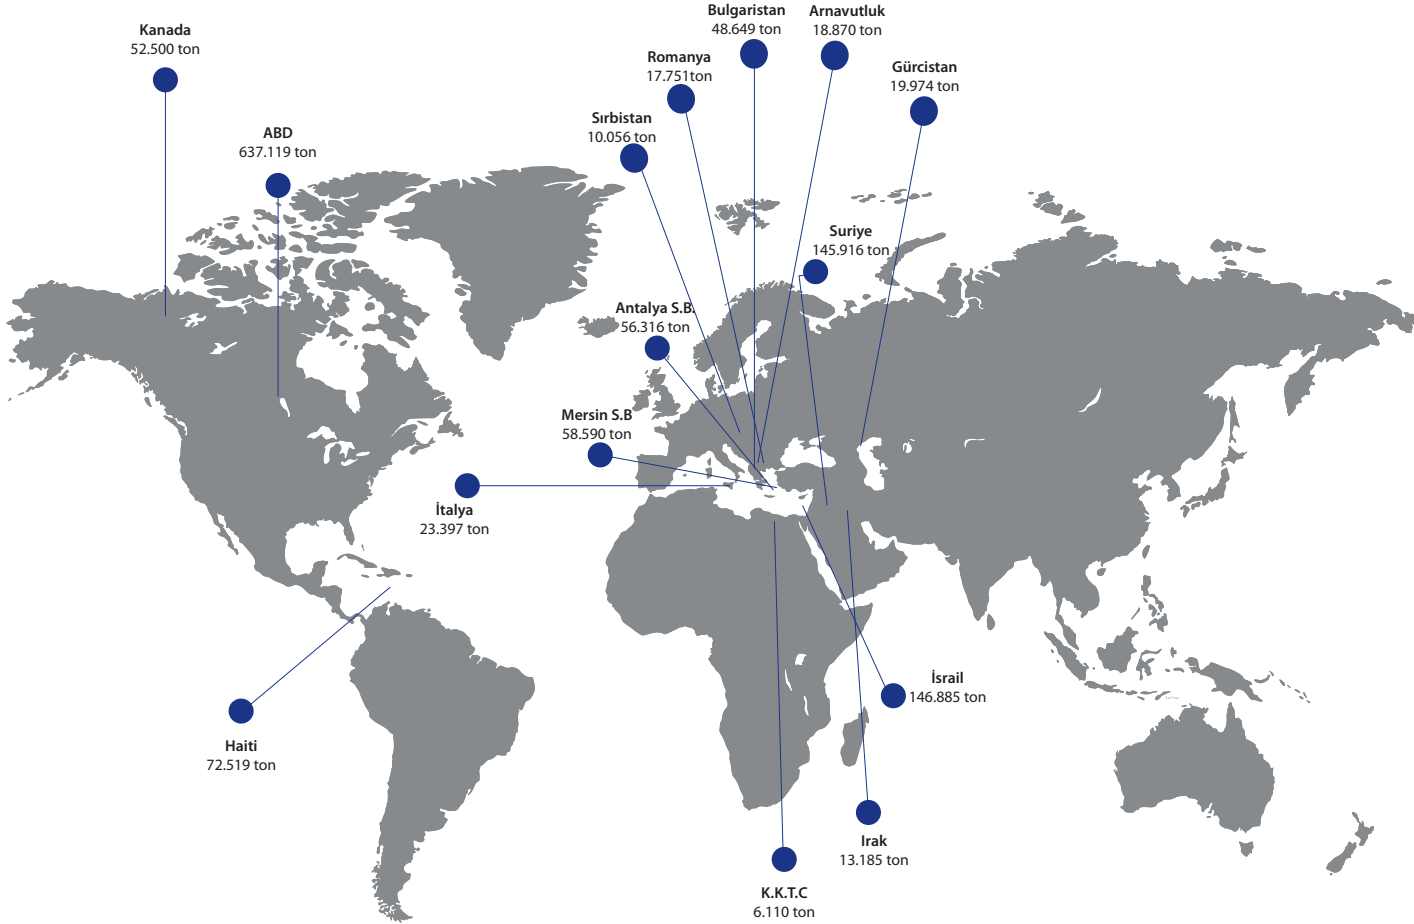 Kanada
52.500 ton
ABD
637.119 ton
Bulgaristan
48.649 ton
Arnavutluk
18.870 ton
Romanya
17.751ton
Gürcistan
19.974 ton
Sırbistan
10.056 ton
Suriye
145.916 ton
Antalya S.B.
56.316 ton
Mersin S.B
58.590 ton
İtalya
23.397 ton
Haiti
72.519 ton
İsrail
146.885 ton
Irak
13.185 ton
K.K.T.C
6.110 ton